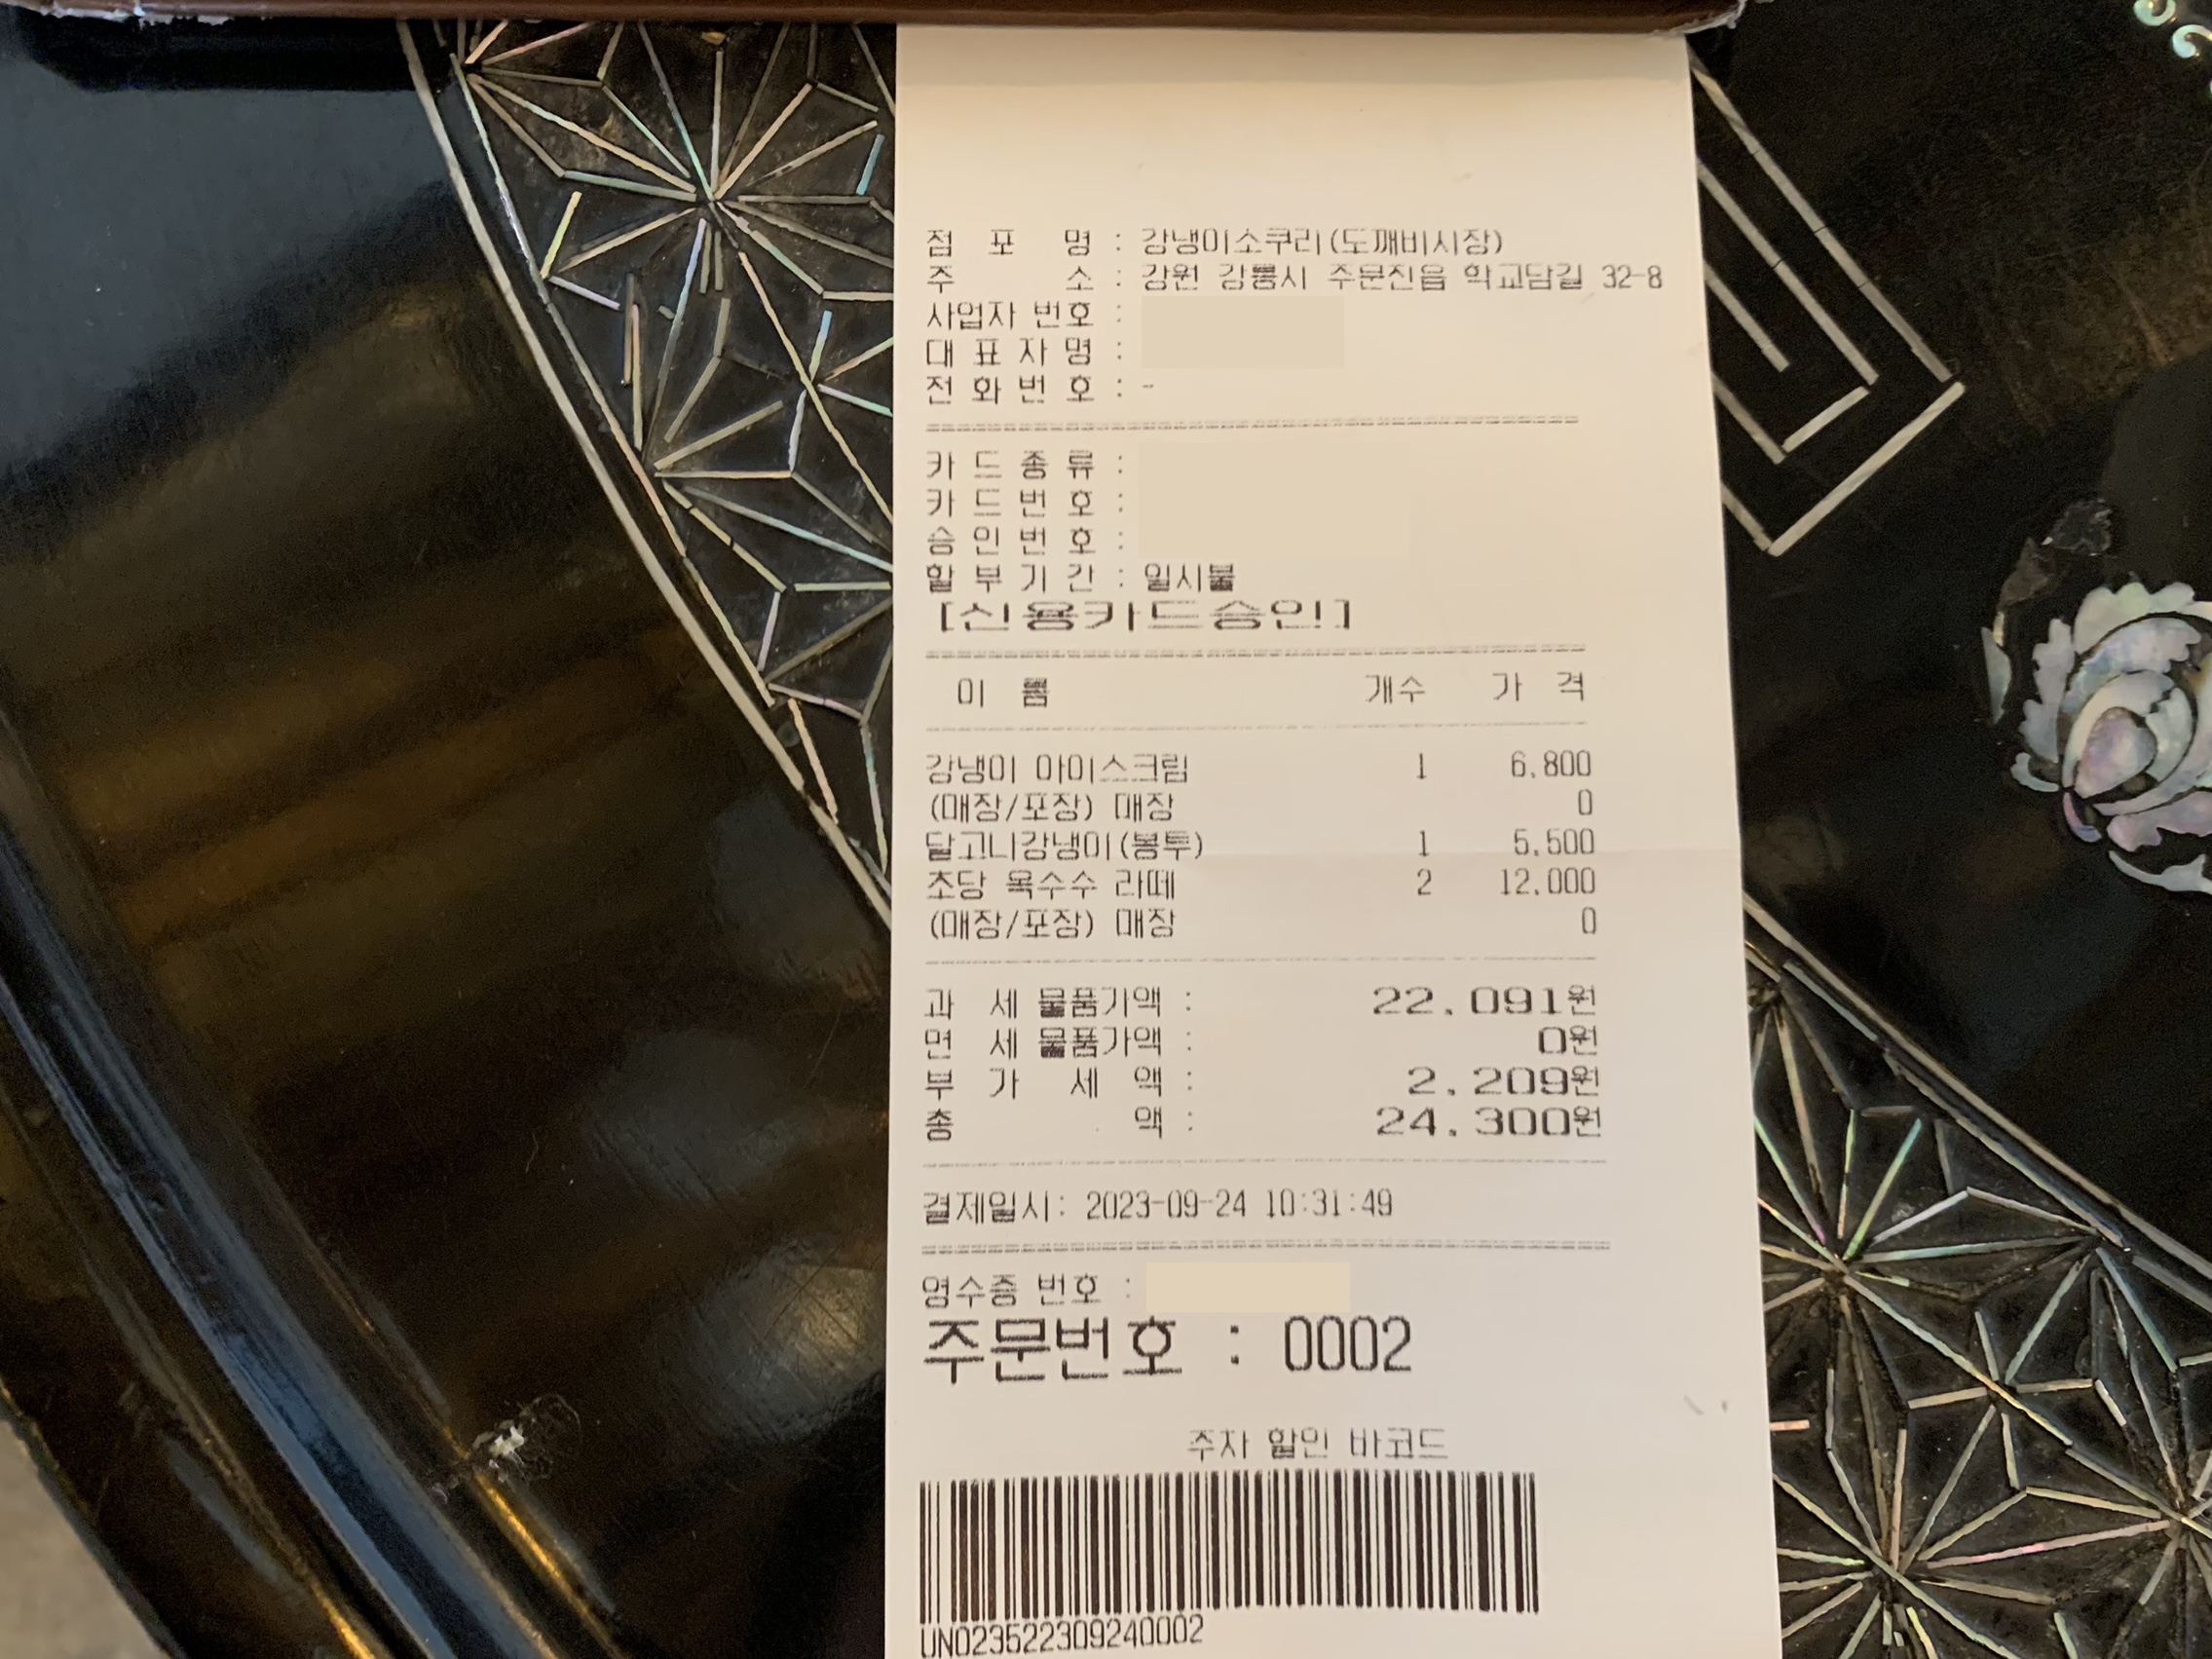 점 포 명 : 강냉이소쿠리(도깨비시장)
주 소 : 강원 강릉시 주문진읍 학교담길 32-8
사업자 번호 :
대 표 자 명 :
전 화 번 호 : -
카 드 종 류 :
카 드 번 호 :
승 인 번 호 :
할 부 기 간 : 일시불
[신용카드승인]
이 름 개수 가 격
강냉이 아이스크림 1 6,800
(매장/포장) 매장 0
달고나강냉이(봉투) 1 5,500
초당 옥수수 라떼 2 12,000
(매장/포장) 매장 0
과 세 물품가액 : 22,091원
면 세 물품가액 : 0원
부 가 세 액 : 2,209원
총 액 : 24,300원
결제일시: 2023-09-24 10:31:49
영수증 번호 :
주문번호 : 0002
주차 할인 바코드
UN023522309240002